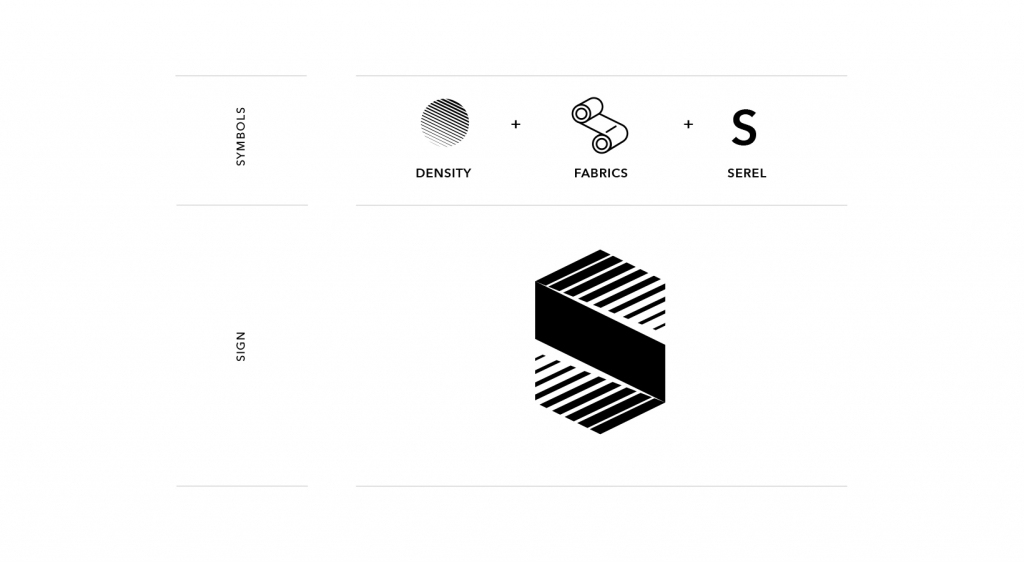 SYMBOLS
+ + S
DENSITY FABRICS SEREL
SIGN